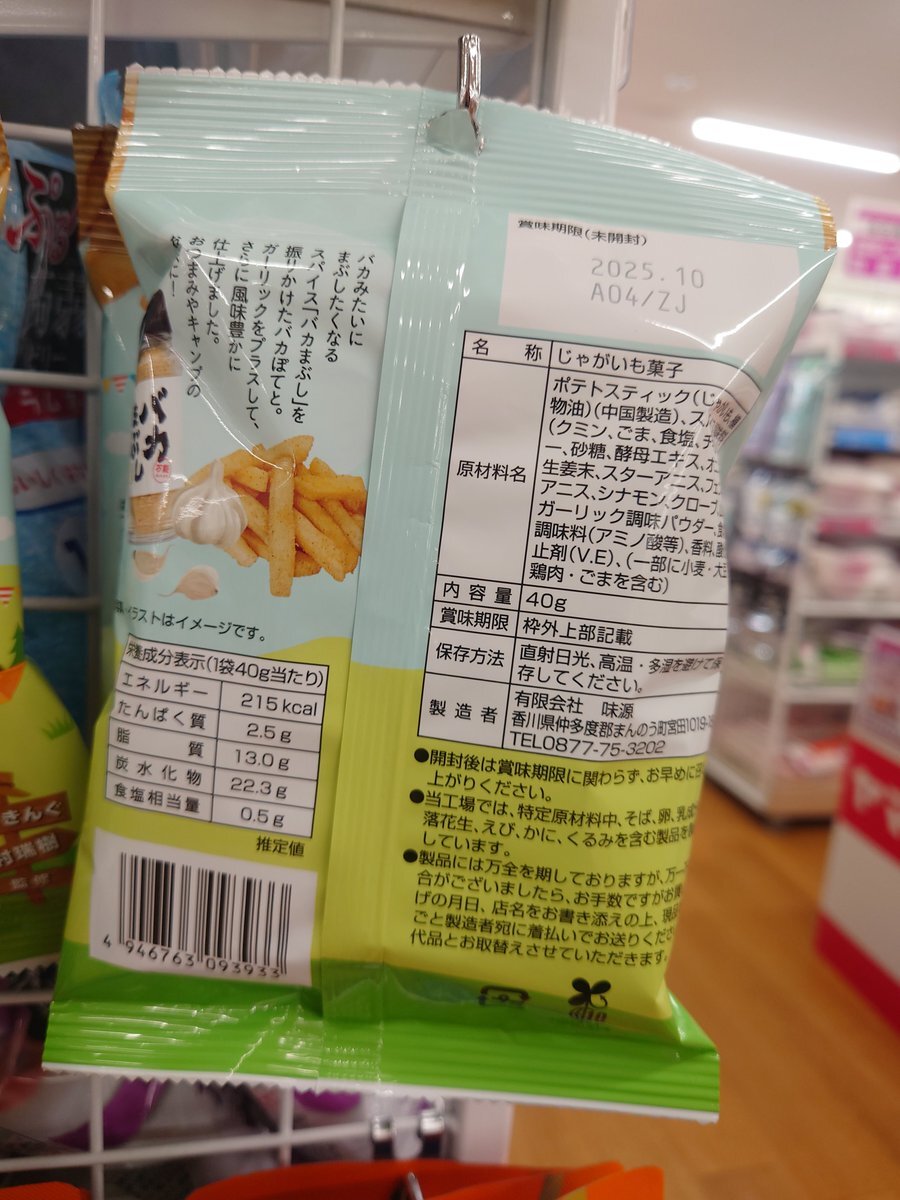 バカみたいに
まぶしたくなる
スパイス「バカまぶし」を
振りかけたバカぽてと。
ガーリックをプラスして、
さらに風味豊かに
仕上げました。
おつまみやキャンプの
バカ
まぶし
イラストはイメージです。
栄養成分表示(1袋40g当たり)
エネルギー 215kcal
たんぱく質 2.5g
脂質 13.0g
炭水化物 22.3g
食塩相当量 0.5g
推定値
4 946763 093933
賞味期限(未開封)
2025.10
A04/ZJ
名称 じゃがいも菓子
原材料名
ポテトスティック(じ
物油)(中国製造)、
(クミン、ごま、食塩、
ー、砂糖、酵母エキス、
生姜末、スターアニス、フェ
アニス、シナモン、クローブ
ガーリック調味パウダー、
調味料(アミノ酸等)、香料、
止剤(V.E)、(一部に小麦・大
鶏肉・ごまを含む)
内容量 40g
賞味期限 枠外上部記載
保存方法 直射日光、高温・多湿を避けて保
存してください。
製造者 有限会社 味源
香川県仲多度郡まんのう町宮田1019-
TEL0877-75-3202
●開封後は賞味期限に関わらず、お早めに
上がりください。
●当工場では、特定原材料中、そば、卵、乳
落花生、えび、かに、くるみを含む製品を
しています。
●製品には万全を期しておりますが、万一
合がございましたら、お手数ですがお
げの月日、店名をお書き添えの上、現
ごと製造者宛に着払いでお送りくだ
代品とお取替えさせていただきます。
きんぐ
村瑞樹
監修